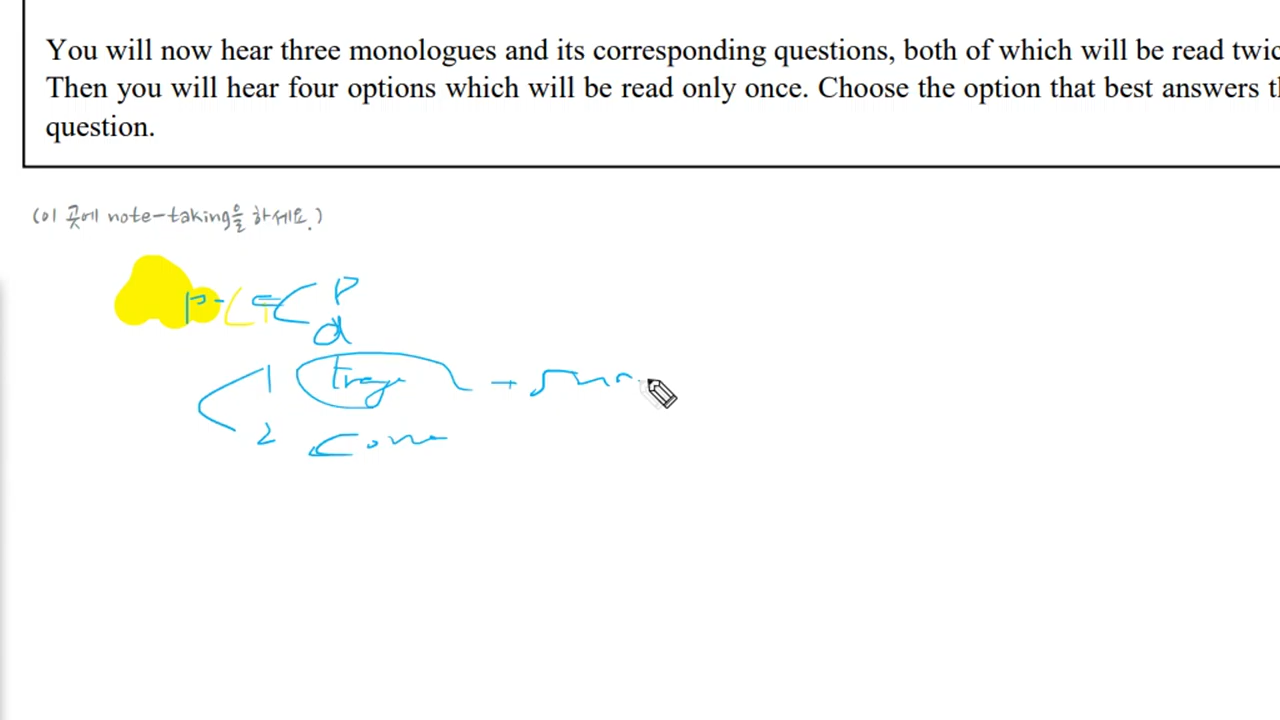 You will now hear three monologues and its corresponding questions, both of which will be read twic
Then you will hear four options which will be read only once. Choose the option that best answers t
question.
(이 곳에 note-taking을 하세요.)
P
d
1
2